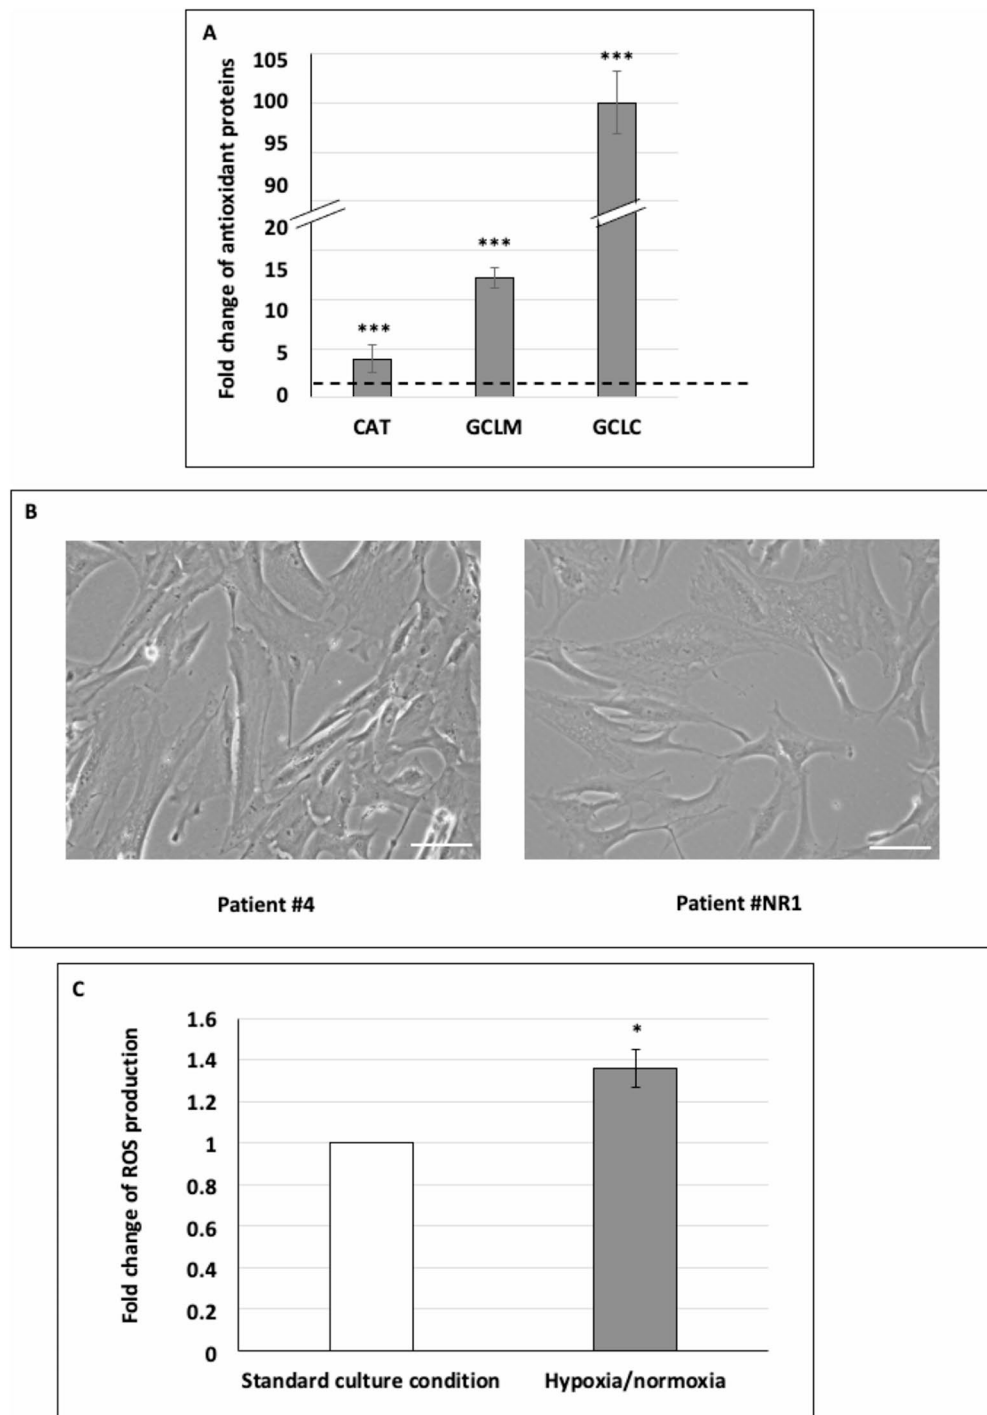 A
Fold change of antioxidant proteins
105
100
95
90
20
15
10
5
0
***
***
***
CAT GCLM GCLC
B
Patient #4 Patient #NR1
C
Fold change of ROS production
1.6
1.4
1.2
1
0.8
0.6
0.4
0.2
0
*
Standard culture condition Hypoxia/normoxia